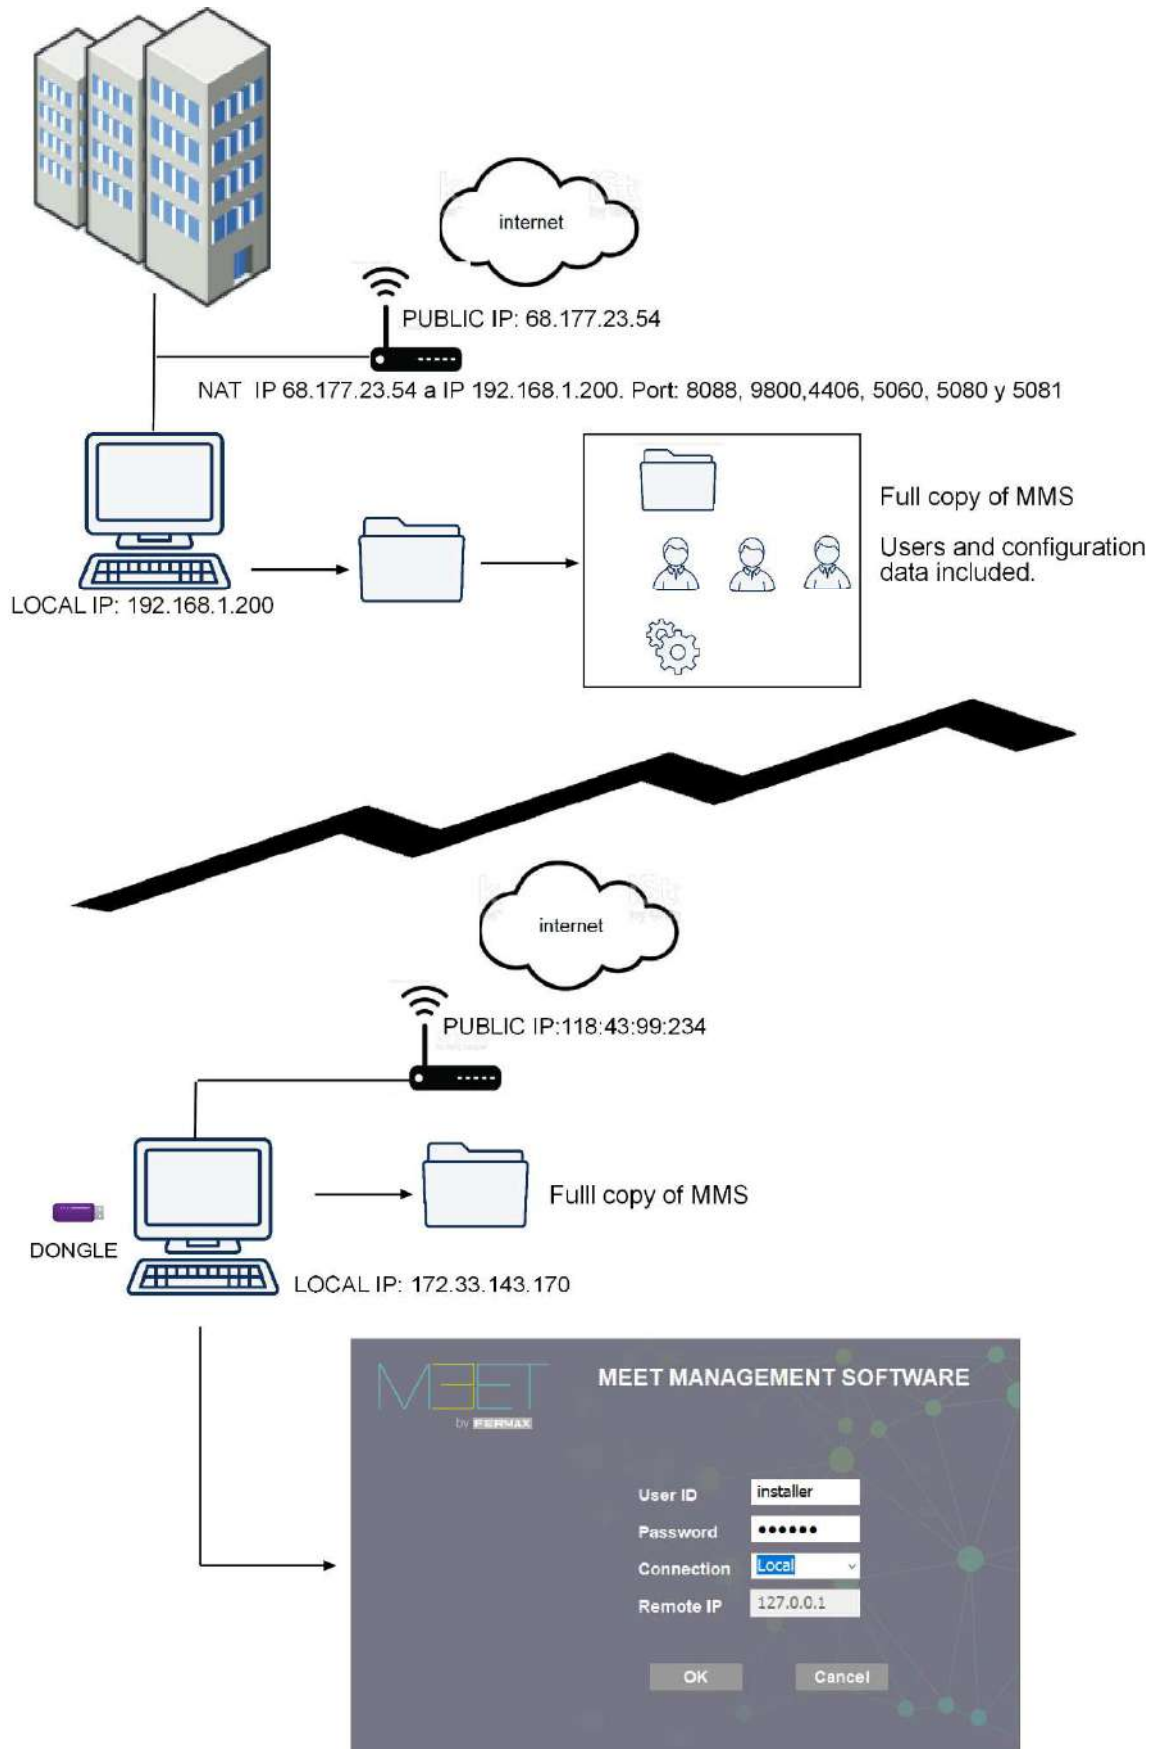 internet
PUBLIC IP: 68.177.23.54
NAT IP 68.177.23.54 a IP 192.168.1.200. Port: 8088, 9800,4406, 5060, 5080 y 5081
Full copy of MMS
Users and configuration
data included.
LOCAL IP: 192.168.1.200
internet
PUBLIC IP:118:43:99:234
Fulll copy of MMS
DONGLE
LOCAL IP: 172.33.143.170
MEET
by FERMAX
MEET MANAGEMENT SOFTWARE
User ID installer
Password ●●●●●●
Connection Local
Remote IP 127.0.0.1
OK Cancel